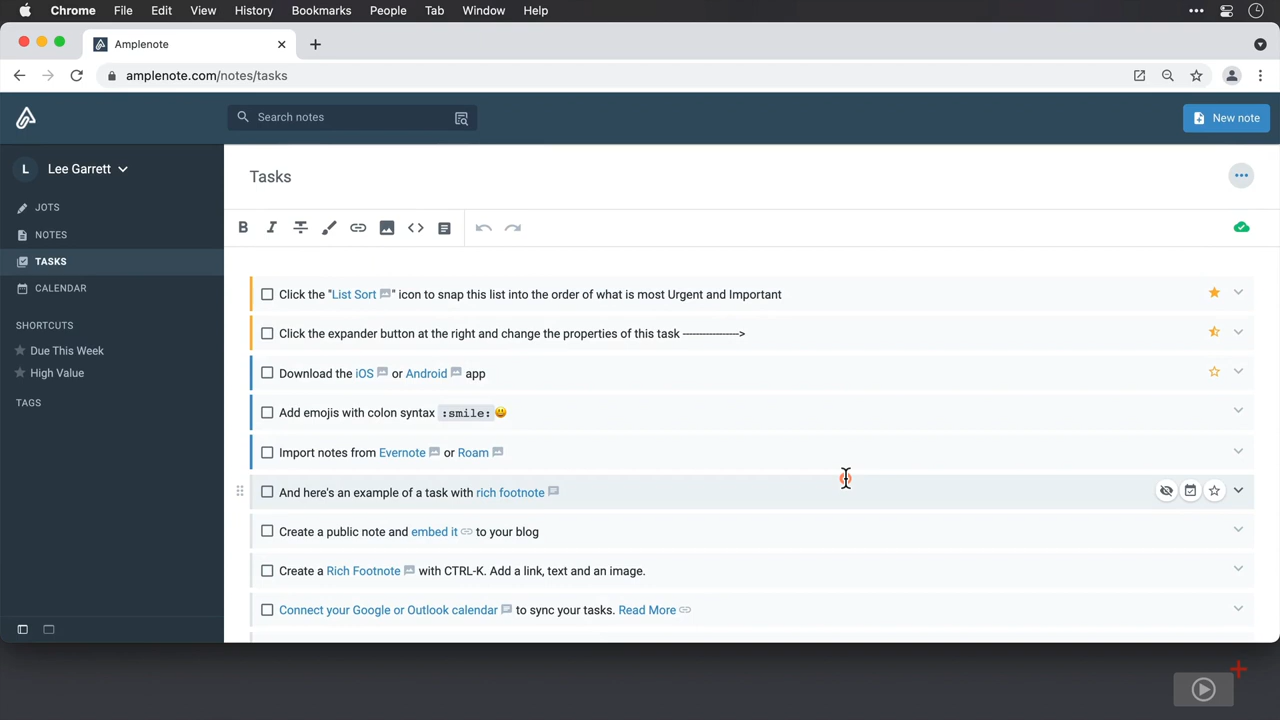 Chrome File Edit View History Bookmarks People Tab Window Help
Amplenote
amplenote.com/notes/tasks
Search notes
New note
L Lee Garrett
JOTS
NOTES
TASKS
CALENDAR
SHORTCUTS
Due This Week
High Value
TAGS
Tasks
B I S
Click the "List Sort" icon to snap this list into the order of what is most Urgent and Important
Click the expander button at the right and change the properties of this task ---------------->
Download the iOS or Android app
Add emojis with colon syntax :smile: 😃
Import notes from Evernote or Roam
And here's an example of a task with rich footnote
Create a public note and embed it to your blog
Create a Rich Footnote with CTRL-K. Add a link, text and an image.
Connect your Google or Outlook calendar to sync your tasks. Read More